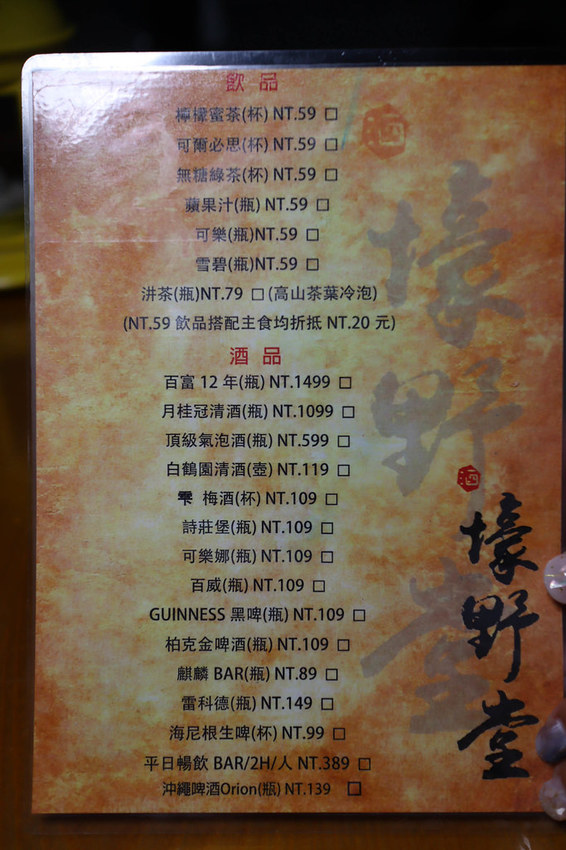 飲品
檸檬蜜茶(杯) NT.59 □
可爾必思(杯) NT.59 □
無糖綠茶(杯) NT.59 □
蘋果汁(瓶) NT.59 □
可樂(瓶)NT.59 □
雪碧(瓶)NT.59 □
汫茶(瓶)NT.79 □(高山茶葉冷泡)
(NT.59 飲品搭配主食均折抵 NT.20 元)
酒品
百富 12 年(瓶) NT.1499 □
月桂冠清酒(瓶) NT.1099 □
頂級氣泡酒(瓶) NT.599 □
白鶴園清酒(壺) NT.119 □
雫 梅酒(杯) NT.109 □
詩莊堡(瓶) NT.109 □
可樂娜(瓶) NT.109 □
百威(瓶) NT.109 □
GUINNESS 黑啤(瓶) NT.109 □
柏克金啤酒(瓶) NT.109 □
麒麟 BAR(瓶) NT.89 □
雷科德(瓶) NT.149 □
海尼根生啤(杯) NT.99 □
平日暢飲 BAR/2H/人 NT.389 □
沖繩啤酒Orion(瓶) NT.139 □
壕野堂
酒
壕野堂
酒